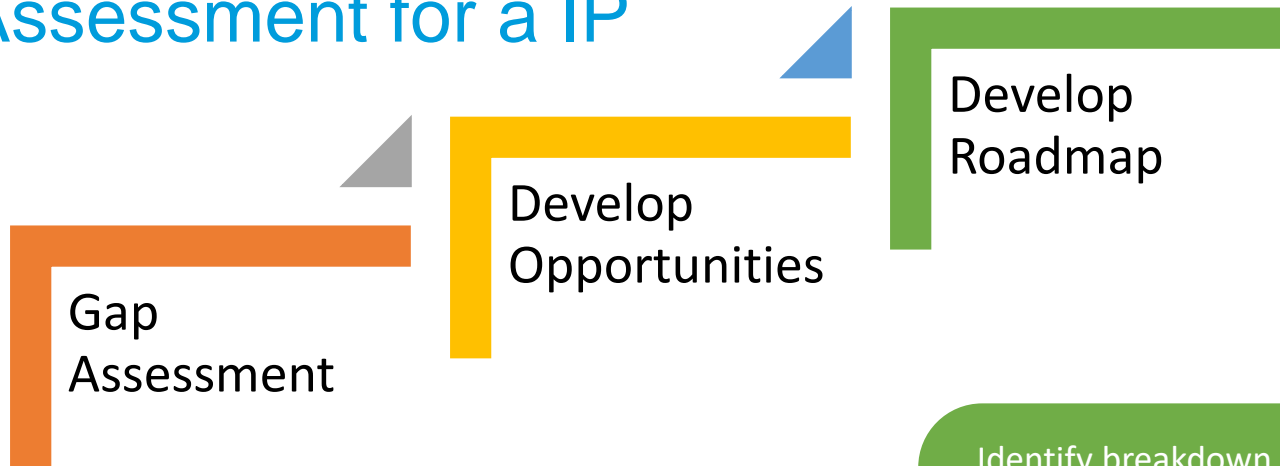 Assessment for a IP
Develop
Roadmap
Develop
Opportunities
Gap
Assessment
Identify breakdown